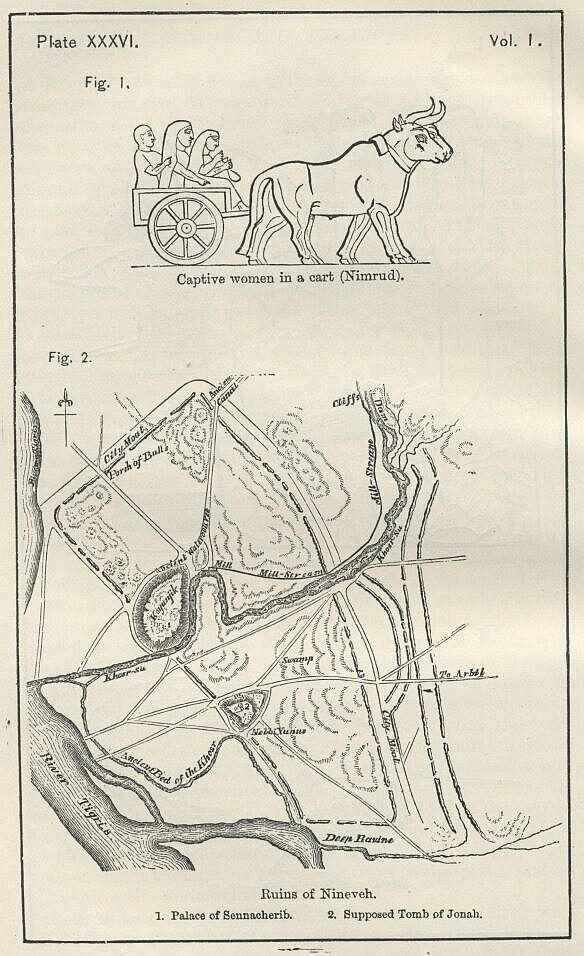 Plate XXXVI.
Vol. I.
Fig. 1.
Captive women in a cart (Nimrud).
Fig. 2.
Ancient
Canal
Cliffs
Dam
City Moat
Porch of Bulls
Mill-Stream
Ancient Watercourse
Mill
Mill-Stream
Khosr-Su
Koyunjik
Khosr-su
Swamp
To Arbil
2
Nebbi Yunus
City Moat
Ancient Bed of the Khosr
River
Tigris
Deep Ravine
Ruins of Nineveh.
1. Palace of Sennacherib. 2. Supposed Tomb of Jonah.